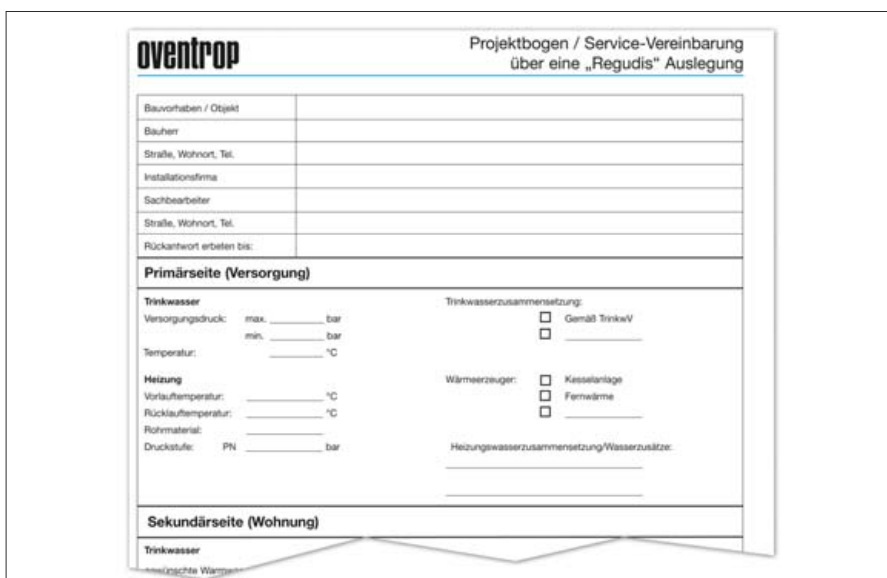 oventrop
Projektbogen / Service-Vereinbarung
über eine „Regudis“ Auslegung
Bauvorhaben / Objekt
Bauherr
Straße, Wohnort, Tel.
Installationsfirma
Sachbearbeiter
Straße, Wohnort, Tel.
Rückantwort erbeten bis:
Primärseite (Versorgung)
Trinkwasser
Versorgungsdruck: max. bar
min. bar
Temperatur: °C
Trinkwasserzusammensetzung:
Gemäß TrinkwV
Heizung
Vorlauftemperatur: °C
Rücklauftemperatur: °C
Rohrmaterial:
Druckstufe: PN bar
Wärmeerzeuger: Kesselanlage
Fernwärme
Heizungswasserzusammensetzung/Wasserzusätze:
Sekundärseite (Wohnung)
Trinkwasser